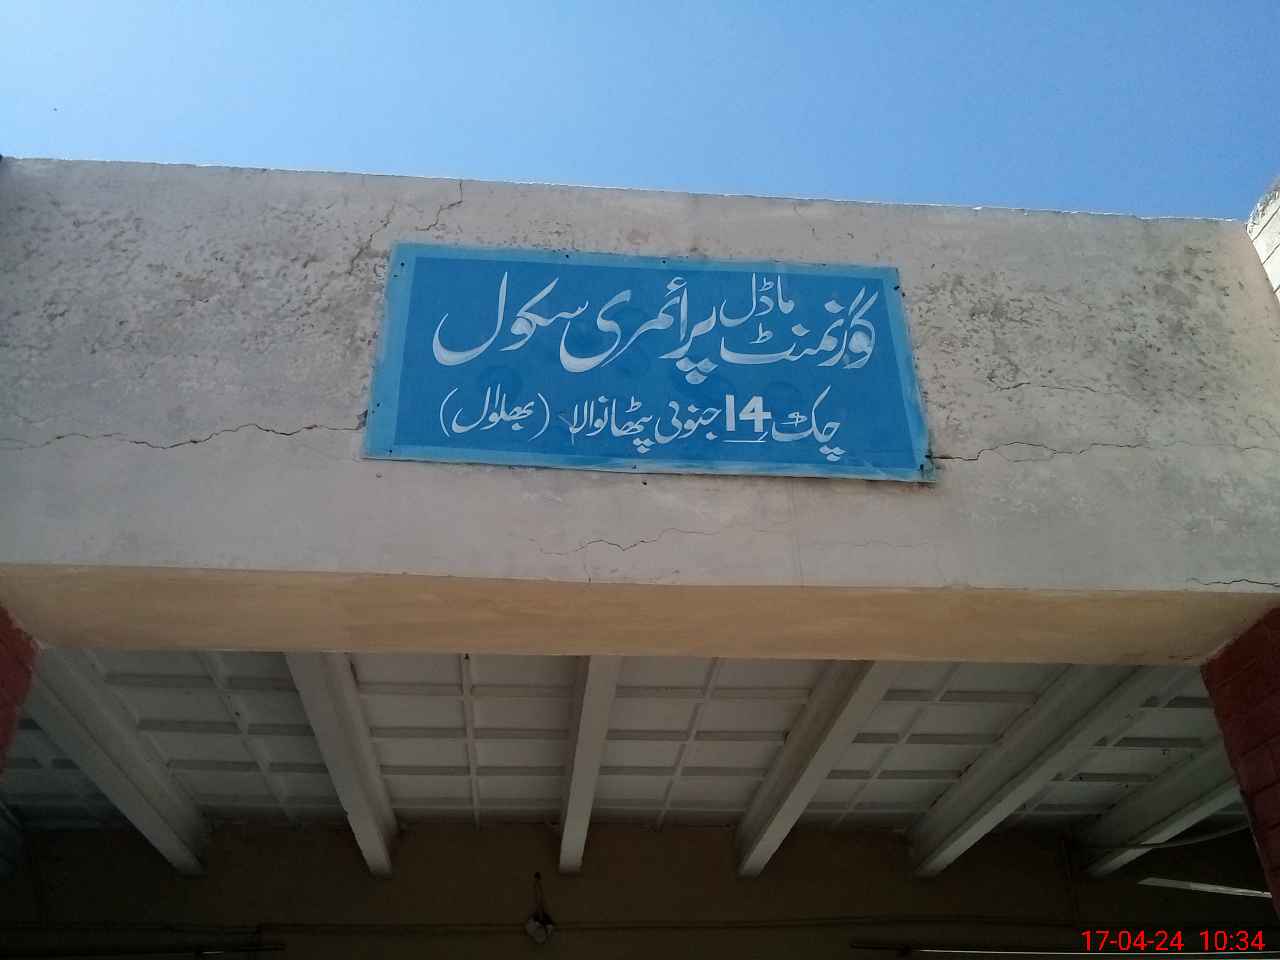 گورنمنٹ ماڈل پرائمری سکول
چک 14 جنوبی پٹھانوالا (بھلوال)
17-04-24 10:34